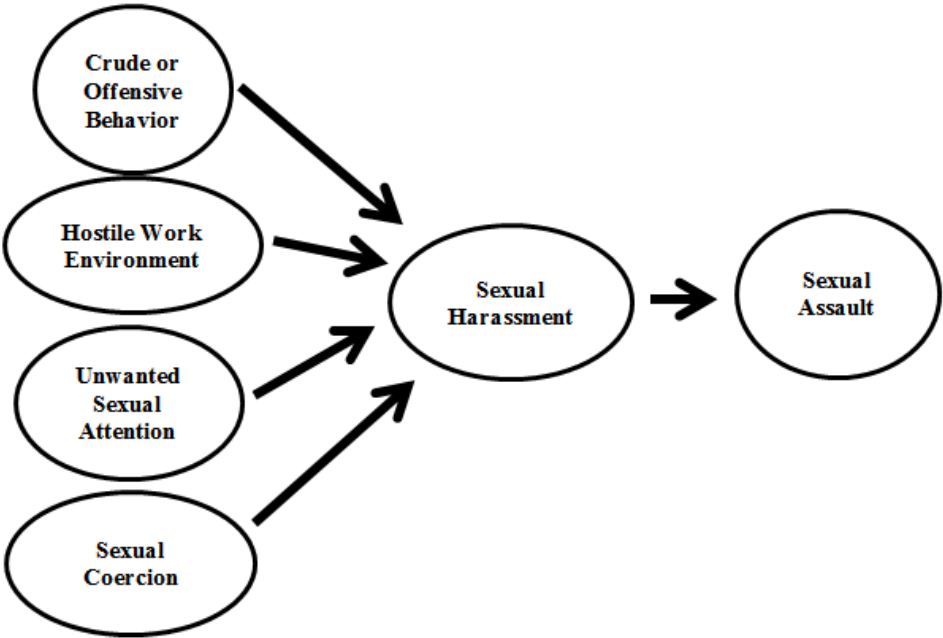 Crude or
Offensive
Behavior
Hostile Work
Environment
Unwanted
Sexual
Attention
Sexual
Coercion
Sexual
Harassment
Sexual
Assault